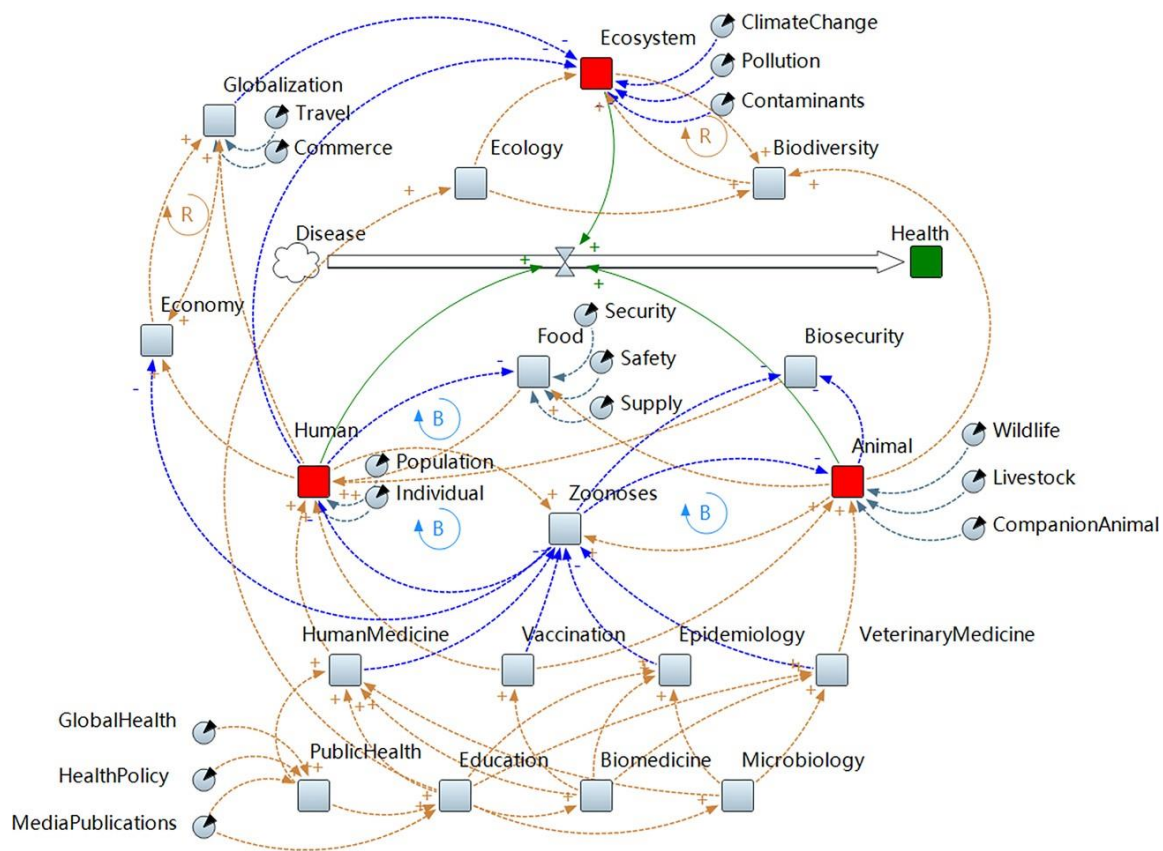 ClimateChange
Ecosystem
Pollution
Globalization
Travel
Contaminants
Commerce
Ecology
R
Biodiversity
R
Disease
Health
Economy
Security
Food
Biosecurity
Safety
Supply
B
Human
Animal
Wildlife
Population
Individual
Zoonoses
Livestock
B
B
CompanionAnimal
HumanMedicine
Vaccination
Epidemiology
VeterinaryMedicine
GlobalHealth
PublicHealth
Education
Biomedicine
Microbiology
HealthPolicy
MediaPublications